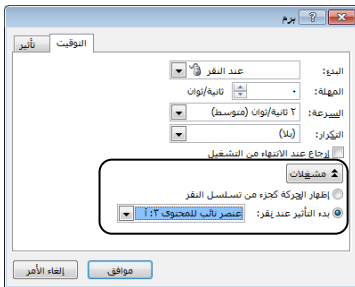 برم
تأثير التوقيت
البدء: عند النقر
المهلة: ٠ ثانية/ثوان
السرعة: ٢ ثانية/ثوان (متوسط)
التكرار: (بلا)
إرجاع عند الانتهاء من التشغيل
مشغلات
إظهار الحركة كجزء من تسلسل النقر
بدء التأثير عند نقر: عنصر نائب للمحتوى ٣: آ
موافق إلغاء الأمر